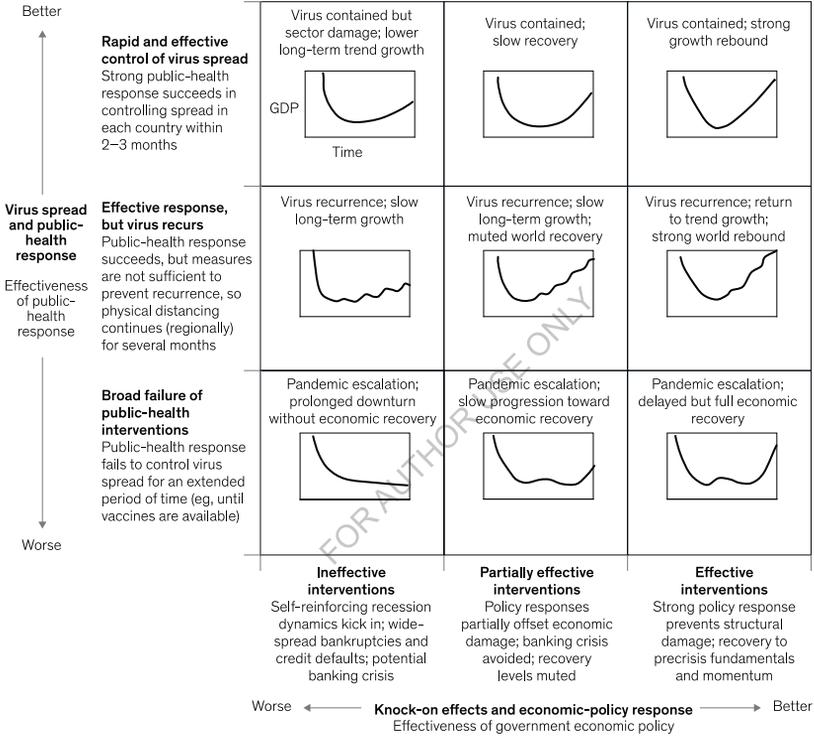 Better
Rapid and effective
control of virus spread
Strong public-health
response succeeds in
controlling spread in
each country within
2–3 months
Virus contained but
sector damage; lower
long-term trend growth
GDP
Time
Virus contained;
slow recovery
Virus contained; strong
growth rebound
Virus spread
and public-
health
response
Effectiveness
of public-
health
response
Effective response,
but virus recurs
Public-health response
succeeds, but measures
are not sufficient to
prevent recurrence, so
physical distancing
continues (regionally)
for several months
Virus recurrence; slow
long-term growth
Virus recurrence; slow
long-term growth;
muted world recovery
Virus recurrence; return
to trend growth;
strong world rebound
Broad failure of
public-health
interventions
Public-health response
fails to control virus
spread for an extended
period of time (eg, until
vaccines are available)
Pandemic escalation;
prolonged downturn
without economic recovery
Pandemic escalation;
slow progression toward
economic recovery
Pandemic escalation;
delayed but full economic
recovery
Worse
FOR AUTHOR USE ONLY
Ineffective
interventions
Self-reinforcing recession
dynamics kick in; wide-
spread bankruptcies and
credit defaults; potential
banking crisis
Partially effective
interventions
Policy responses
partially offset economic
damage; banking crisis
avoided; recovery
levels muted
Effective
interventions
Strong policy response
prevents structural
damage; recovery to
precrisis fundamentals
and momentum
Worse
Knock-on effects and economic-policy response
Better
Effectiveness of government economic policy